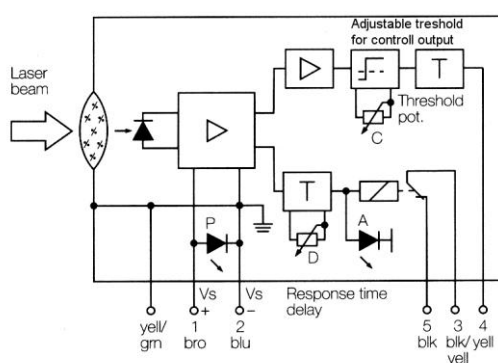 Adjustable treshold
for controll output
Laser
beam
T
Threshold
pot.
C
T
P
A
D
Vs
+
Vs
−
Response time
delay
yell/
grn
1
bro
2
blu
5
blk
3
blk/
yell
4
yell